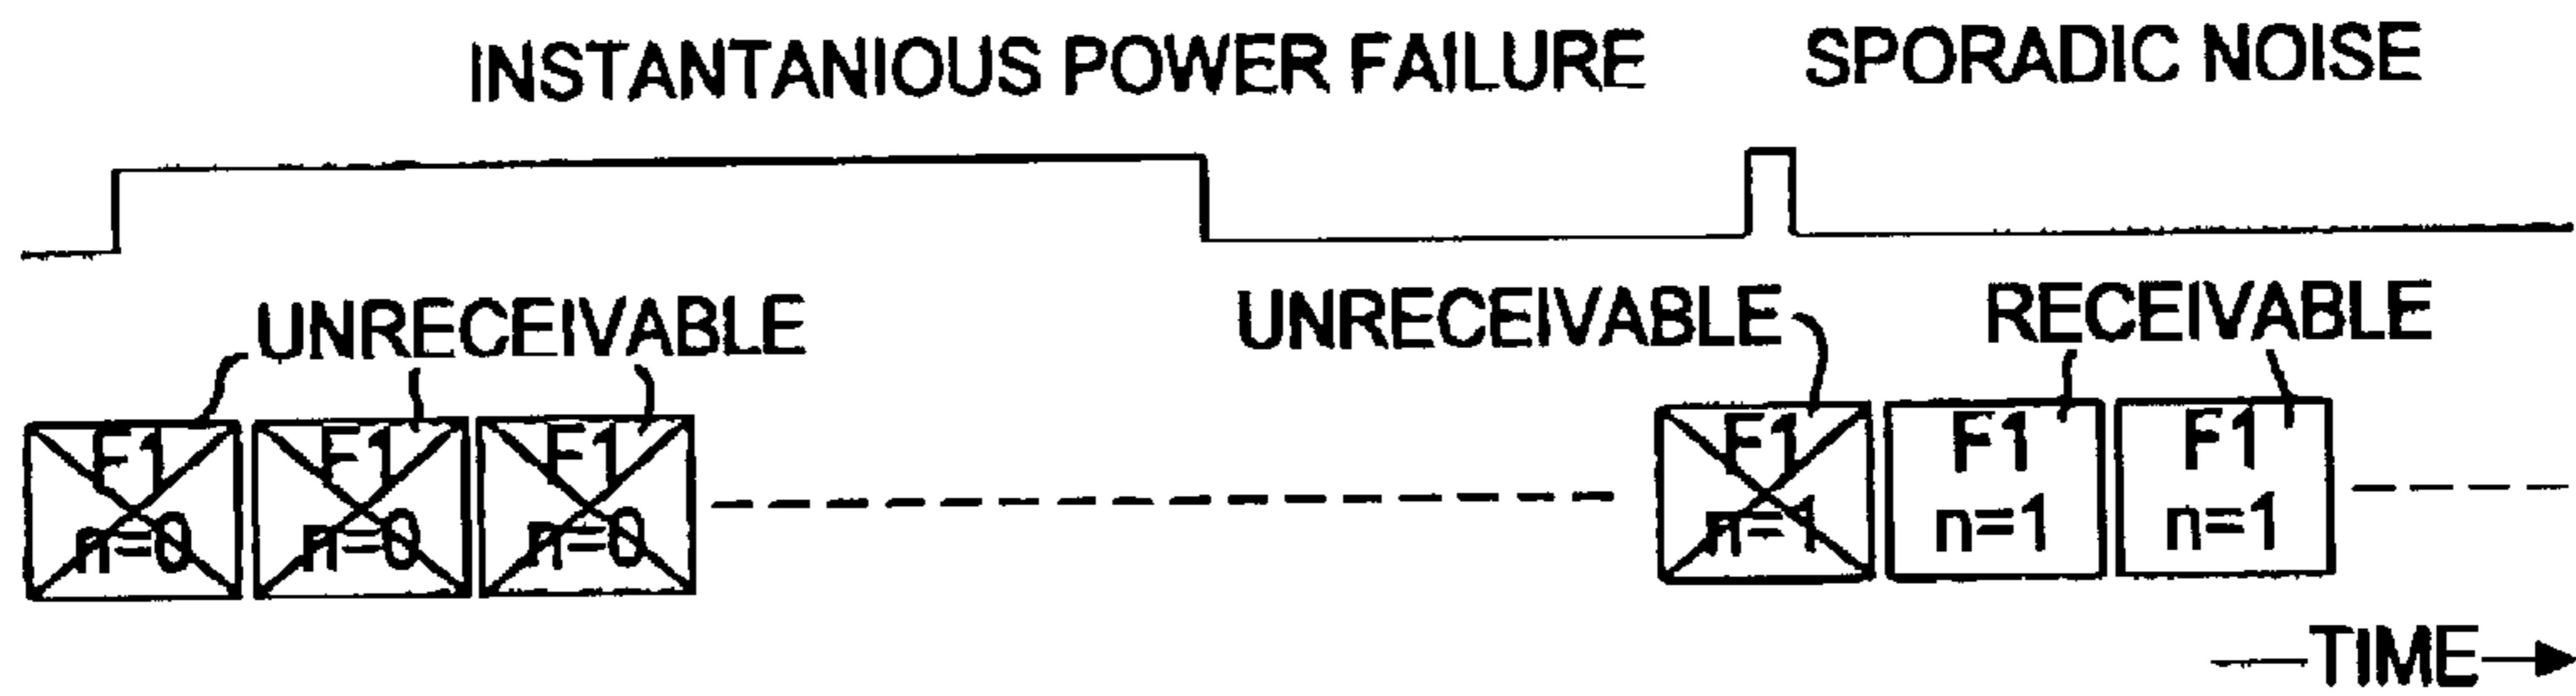 INSTANTANIOUS POWER FAILURE SPORADIC NOISE
UNRECEIVABLE UNRECEIVABLE RECEIVABLE
F1 F1 F1 F1 F1 F1
n=0 n=0 n=0 n=1 n=1 n=1
TIME